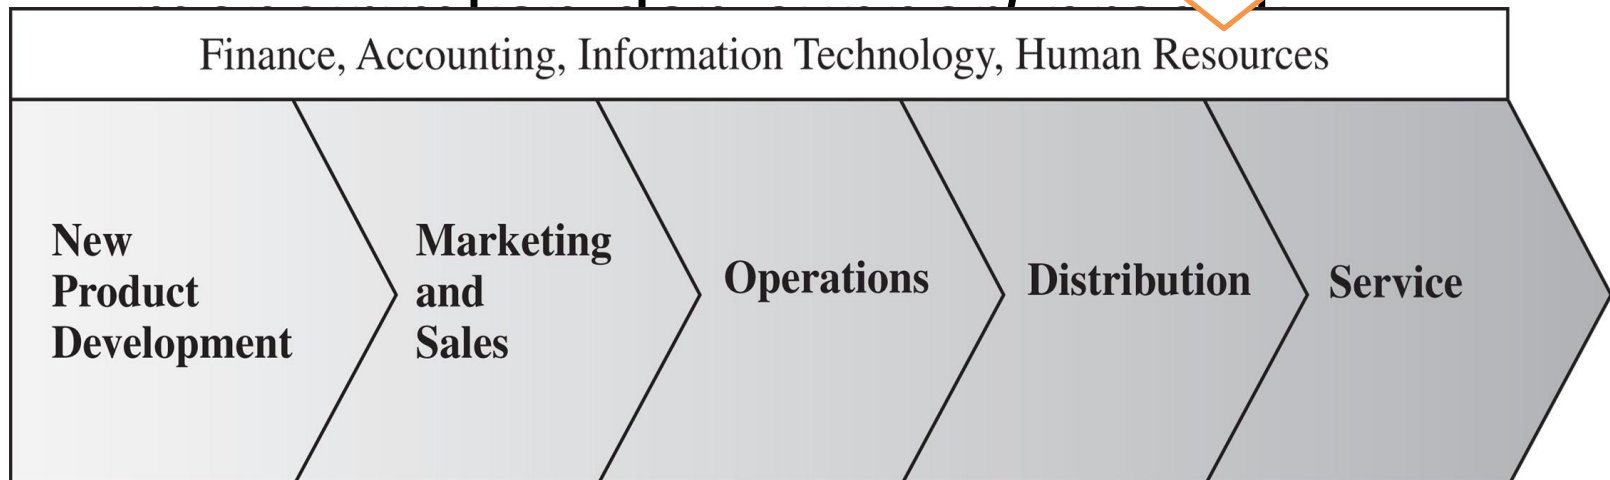 Finance, Accounting, Information Technology, Human Resources
New
Product
Development
Marketing
and
Sales
Operations
Distribution
Service